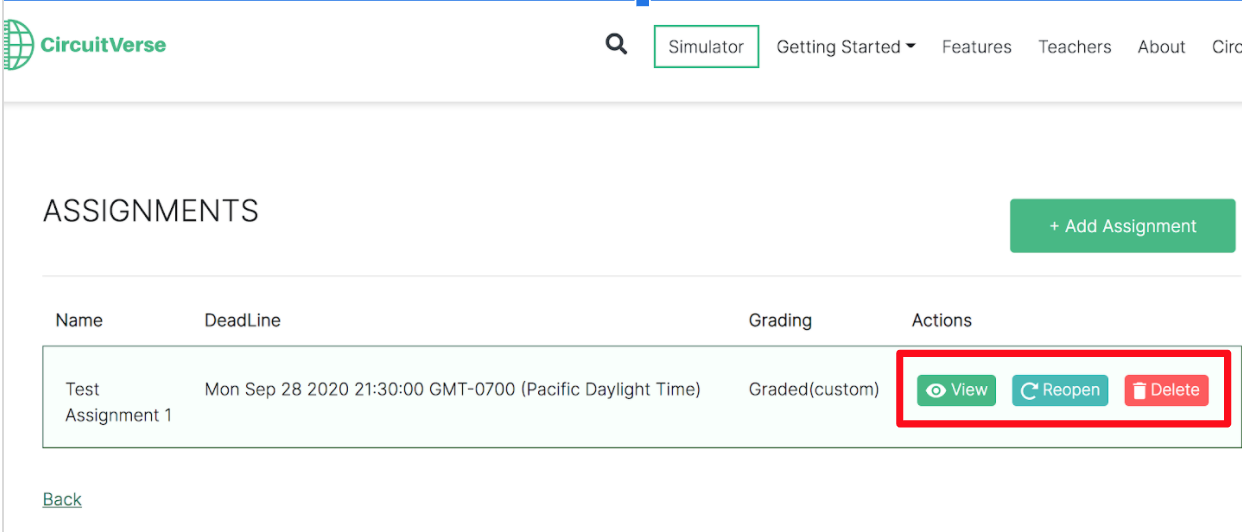 CircuitVerse
Simulator Getting Started Features Teachers About Circ
ASSIGNMENTS
+ Add Assignment
Name DeadLine Grading Actions
Test Mon Sep 28 2020 21:30:00 GMT-0700 (Pacific Daylight Time) Graded(custom) View Reopen Delete
Assignment 1
Back